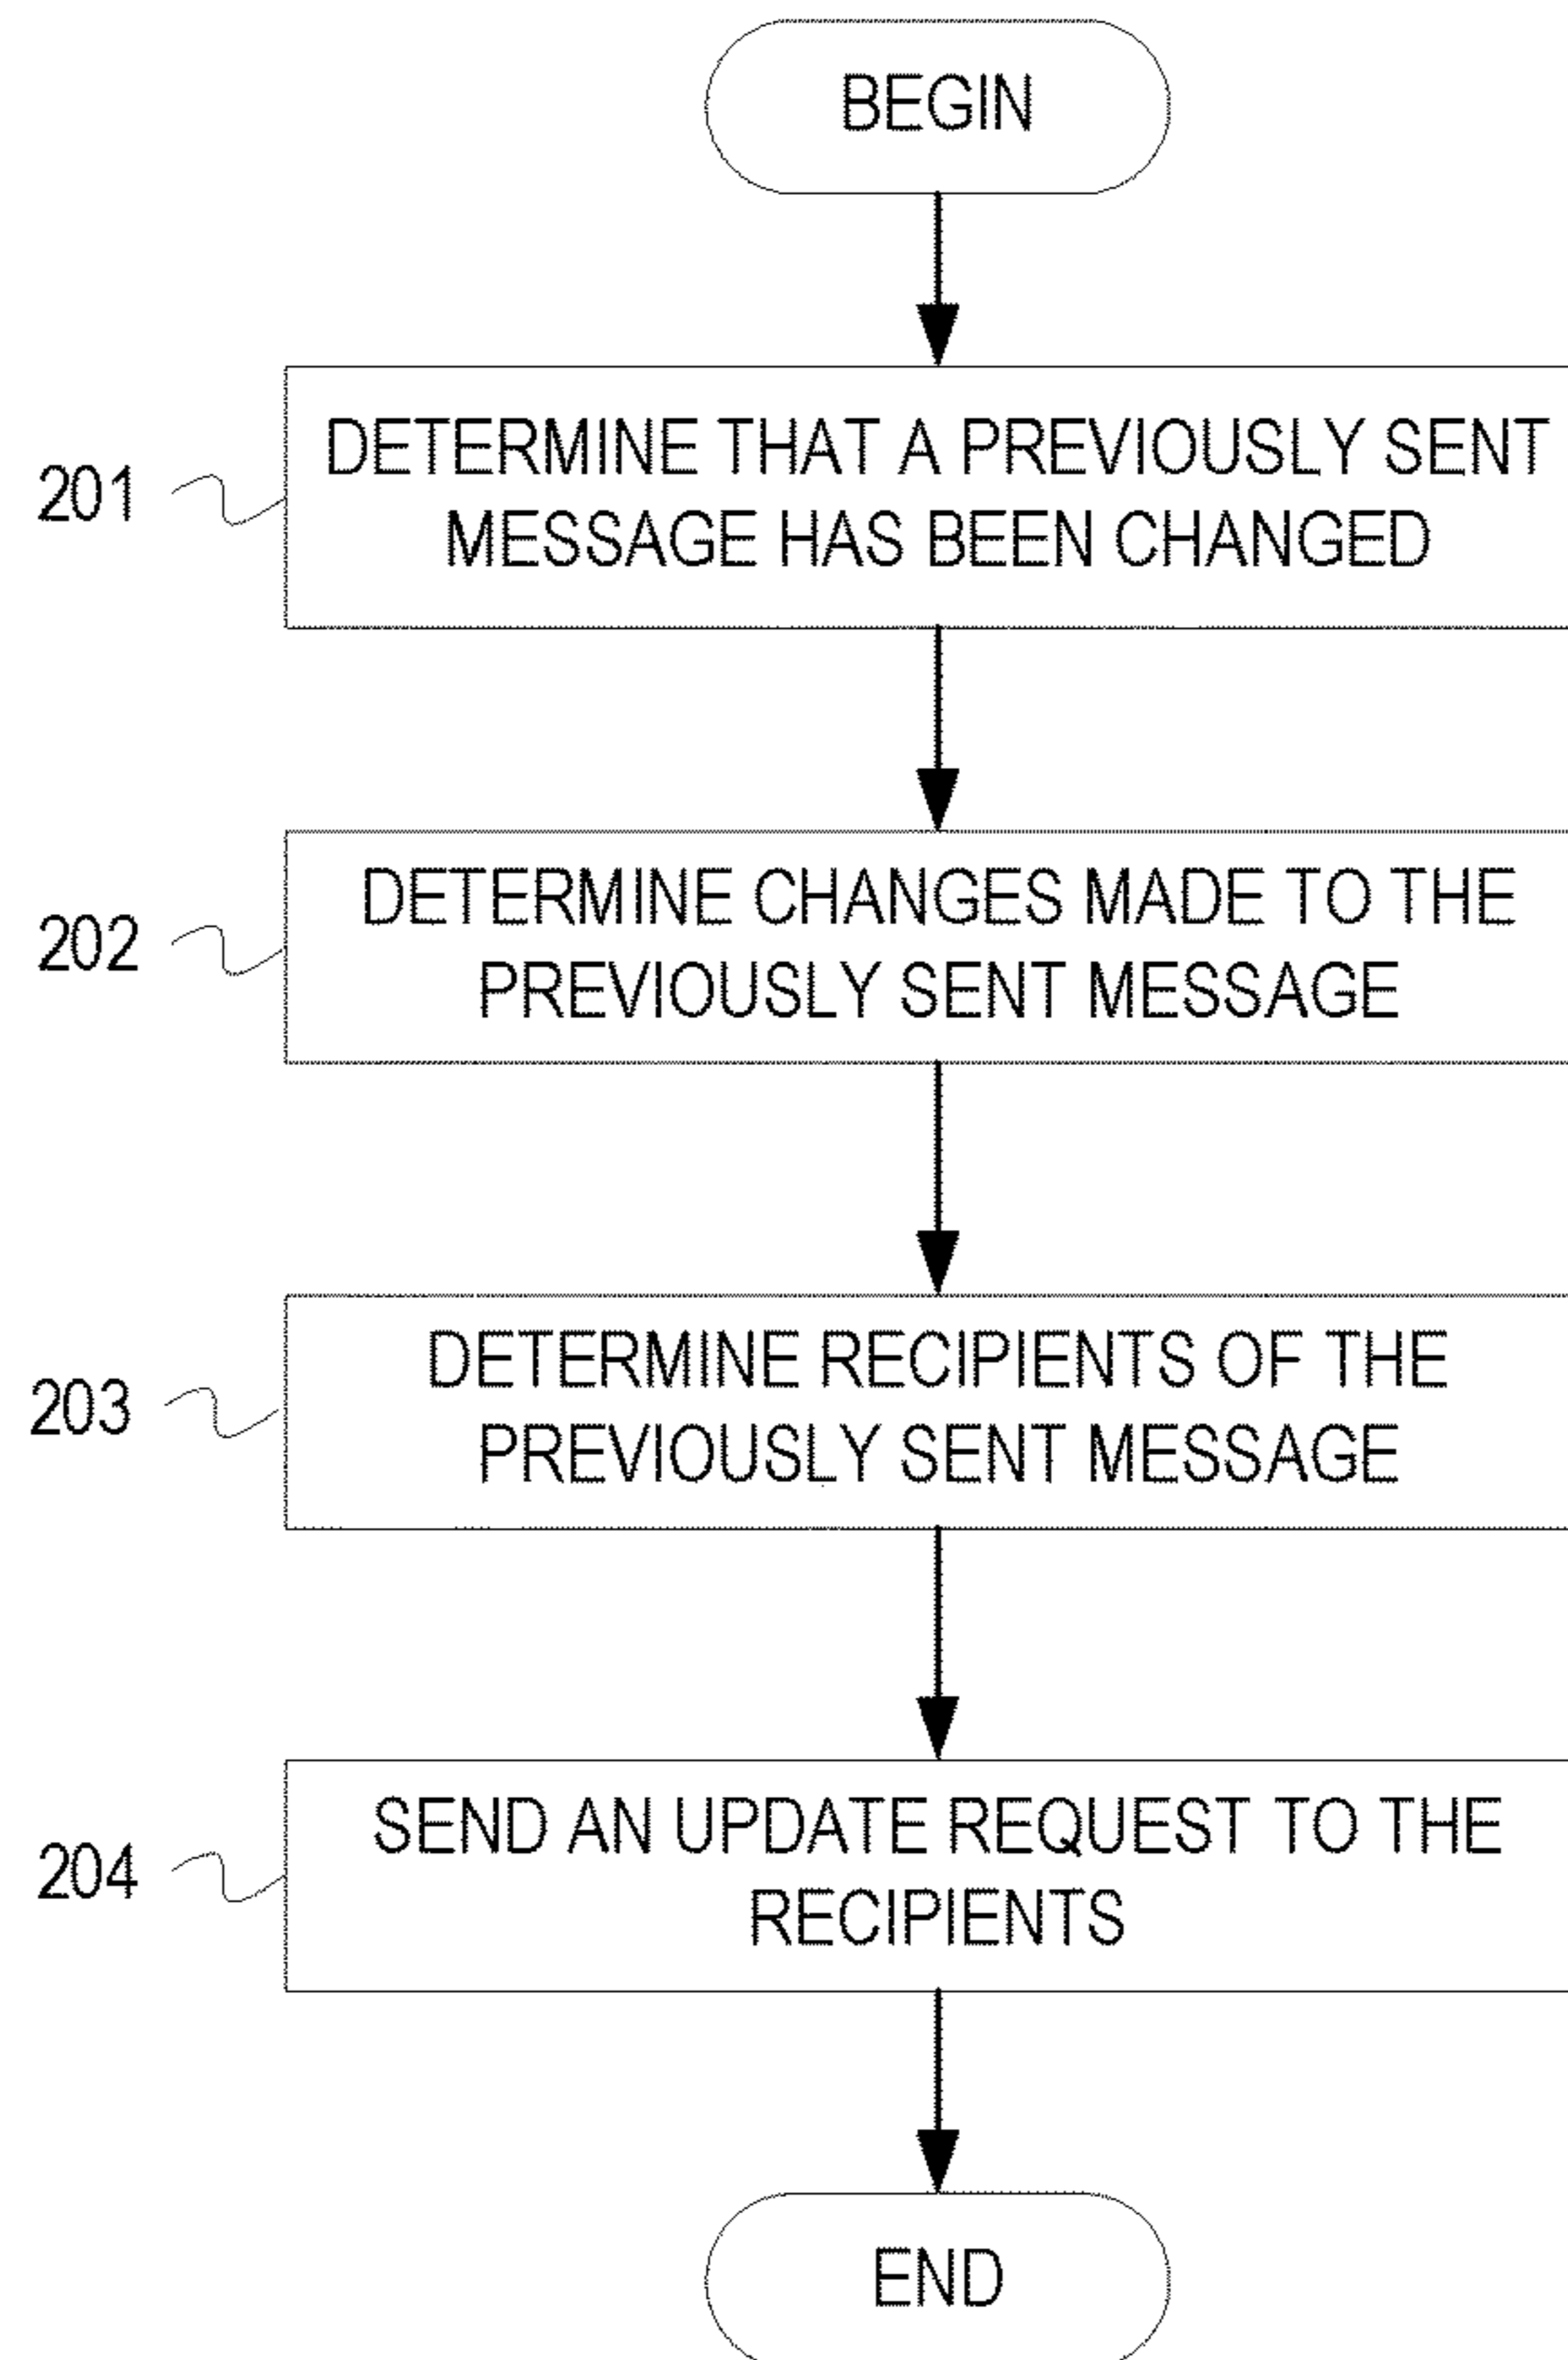 BEGIN
201
DETERMINE THAT A PREVIOUSLY SENT
MESSAGE HAS BEEN CHANGED
202
DETERMINE CHANGES MADE TO THE
PREVIOUSLY SENT MESSAGE
203
DETERMINE RECIPIENTS OF THE
PREVIOUSLY SENT MESSAGE
204
SEND AN UPDATE REQUEST TO THE
RECIPIENTS
END